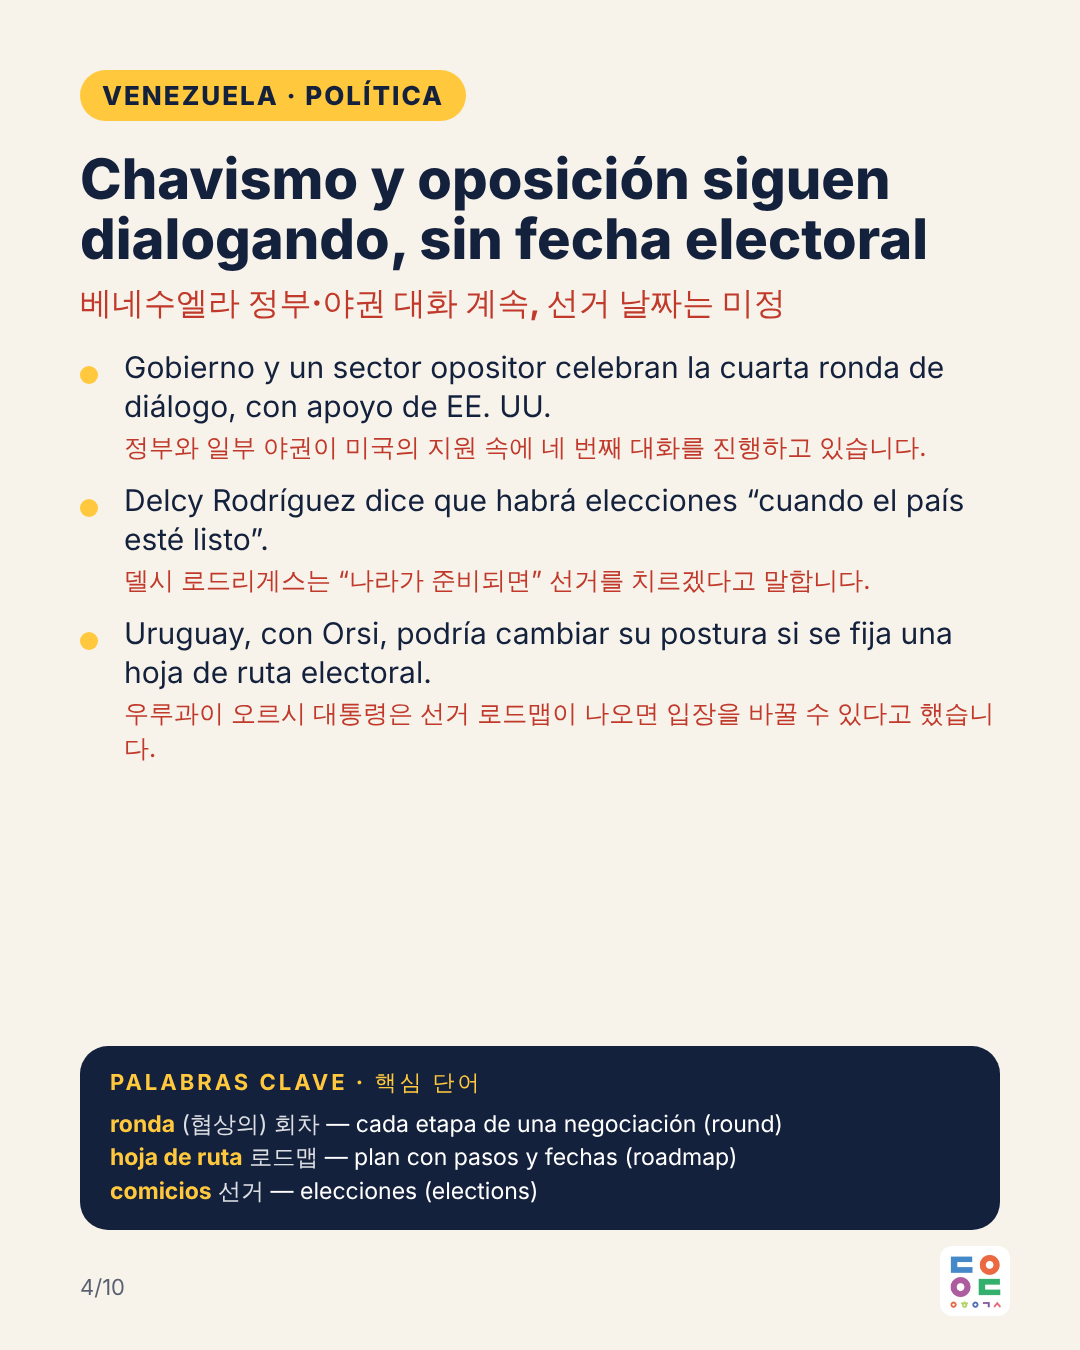 VENEZUELA · POLÍTICA
Chavismo y oposición siguen
dialogando, sin fecha electoral
베네수엘라 정부·야권 대화 계속, 선거 날짜는 미정
Gobierno y un sector opositor celebran la cuarta ronda de
diálogo, con apoyo de EE. UU.
정부와 일부 야권이 미국의 지원 속에 네 번째 대화를 진행하고 있습니다.
Delcy Rodríguez dice que habrá elecciones “cuando el país
esté listo”.
델시 로드리게스는 “나라가 준비되면” 선거를 치르겠다고 말합니다.
Uruguay, con Orsi, podría cambiar su postura si se fija una
hoja de ruta electoral.
우루과이 오르시 대통령은 선거 로드맵이 나오면 입장을 바꿀 수 있다고 했습니
다.
PALABRAS CLAVE · 핵심 단어
ronda (협상의) 회차 — cada etapa de una negociación (round)
hoja de ruta 로드맵 — plan con pasos y fechas (roadmap)
comicios 선거 — elecciones (elections)
4/10